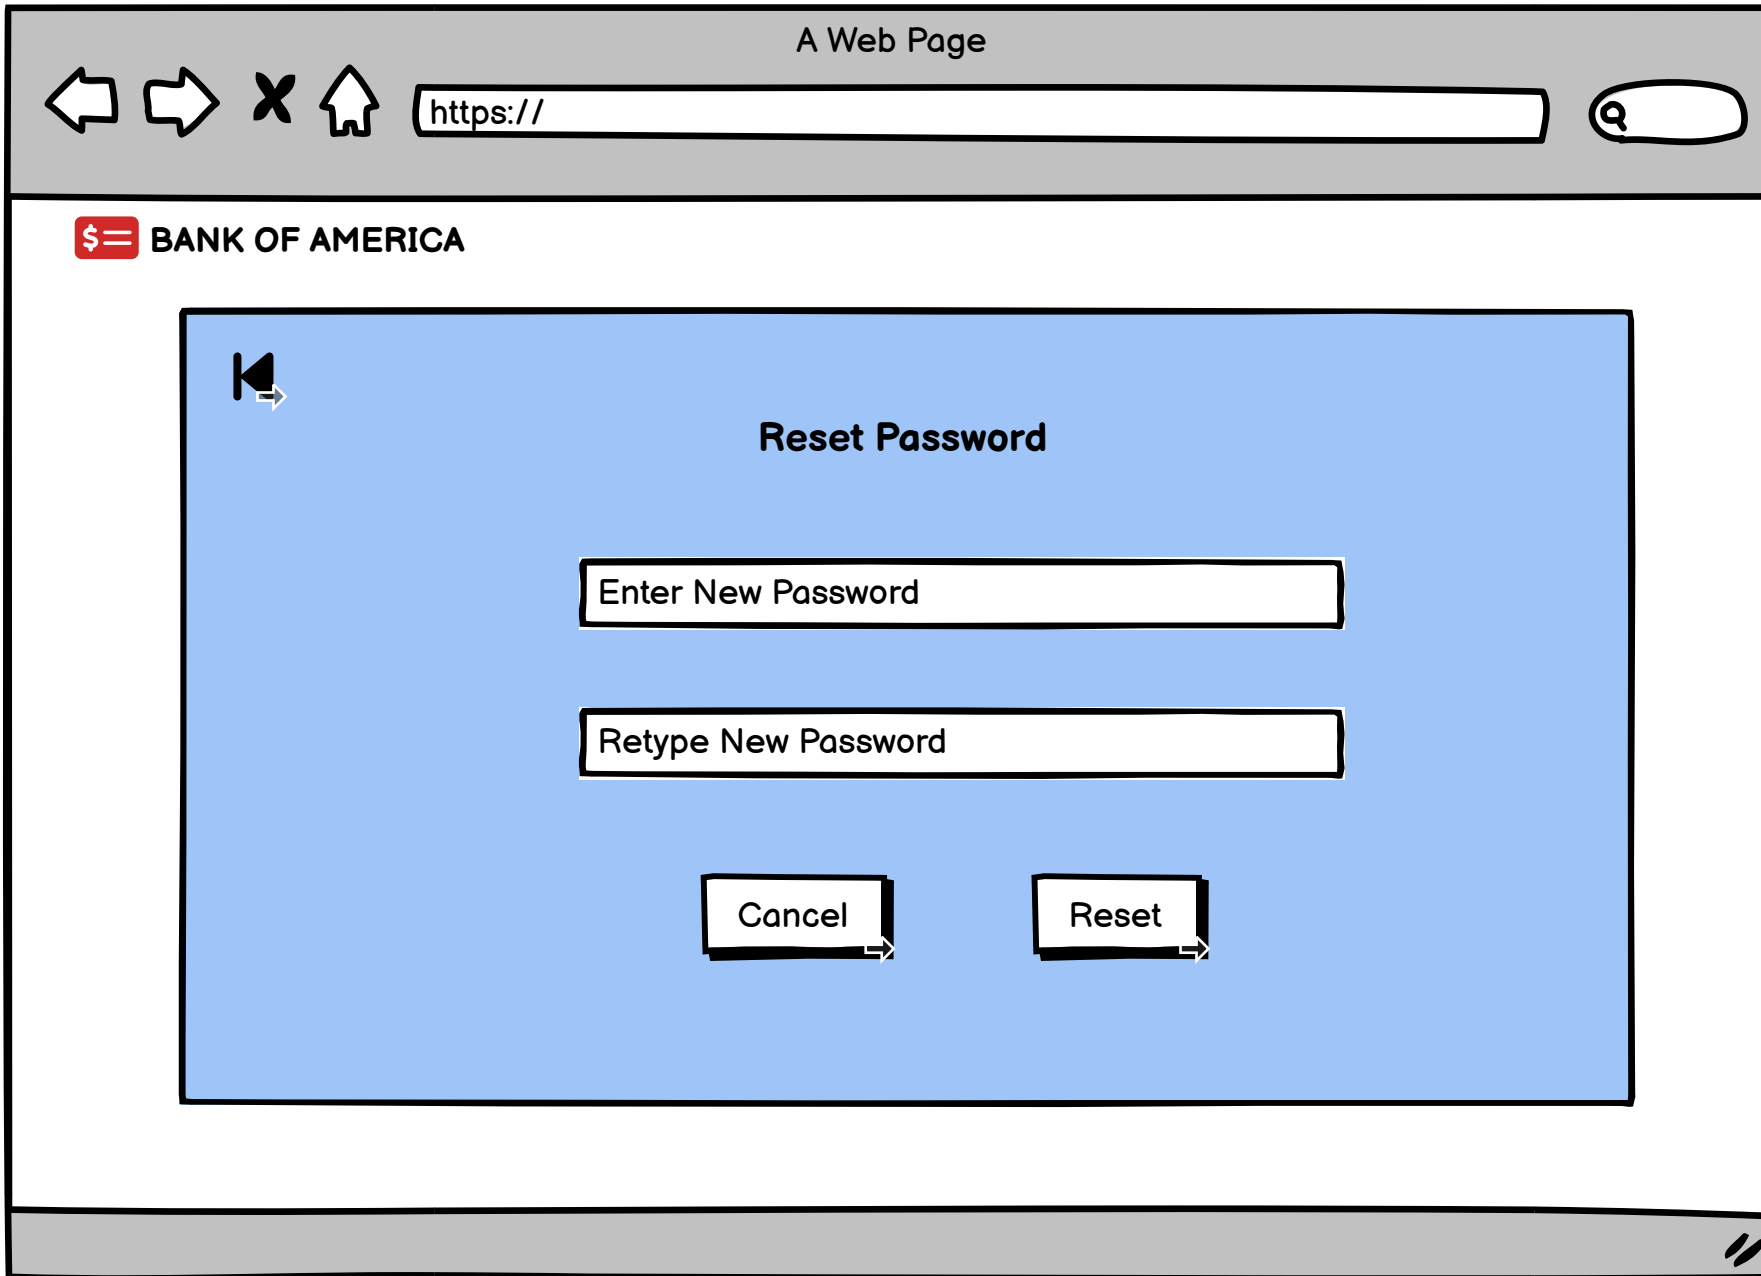 A Web Page
https://
$
BANK OF AMERICA
Reset Password
Enter New Password
Retype New Password
Cancel
Reset